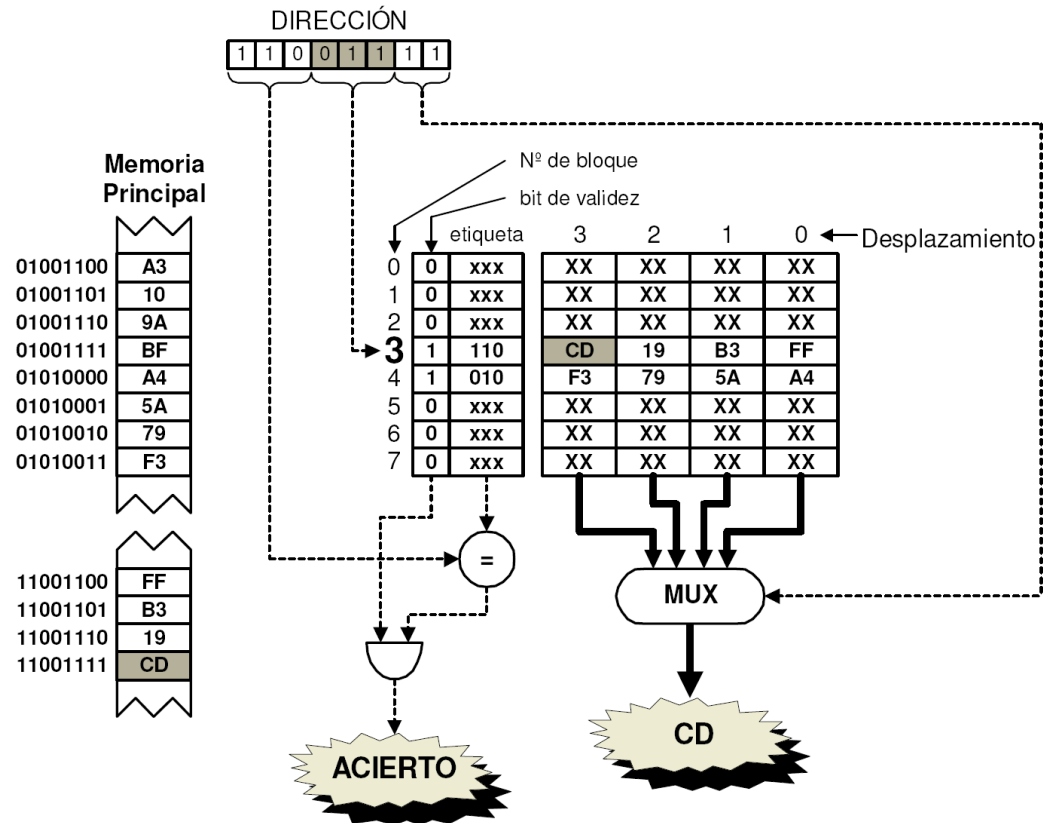 DIRECCIÓN
1 1 0 0 1 1 1 1
Memoria
Principal
01001100 A3
01001101 10
01001110 9A
01001111 BF
01010000 A4
01010001 5A
01010010 79
01010011 F3
11001100 FF
11001101 B3
11001110 19
11001111 CD
Nº de bloque
bit de validez
etiqueta 3 2 1 0 Desplazamiento
0 0 xxx XX XX XX XX
1 0 xxx XX XX XX XX
2 0 xxx XX XX XX XX
3 1 110 CD 19 B3 FF
4 1 010 F3 79 5A A4
5 0 xxx XX XX XX XX
6 0 xxx XX XX XX XX
7 0 xxx XX XX XX XX
=
MUX
ACIERTO
CD